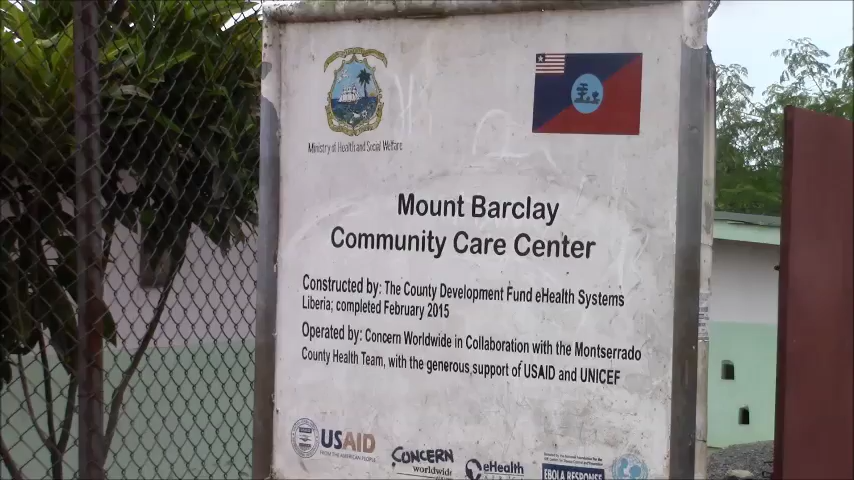 Ministry of Health and Social Welfare
Mount Barclay
Community Care Center
Constructed by: The County Development Fund eHealth Systems
Liberia; completed February 2015
Operated by: Concern Worldwide in Collaboration with the Montserrado
County Health Team, with the generous support of USAID and UNICEF
USAID
FROM THE AMERICAN PEOPLE
CONCERN
worldwide
eHealth
EBOLA RESPONSE